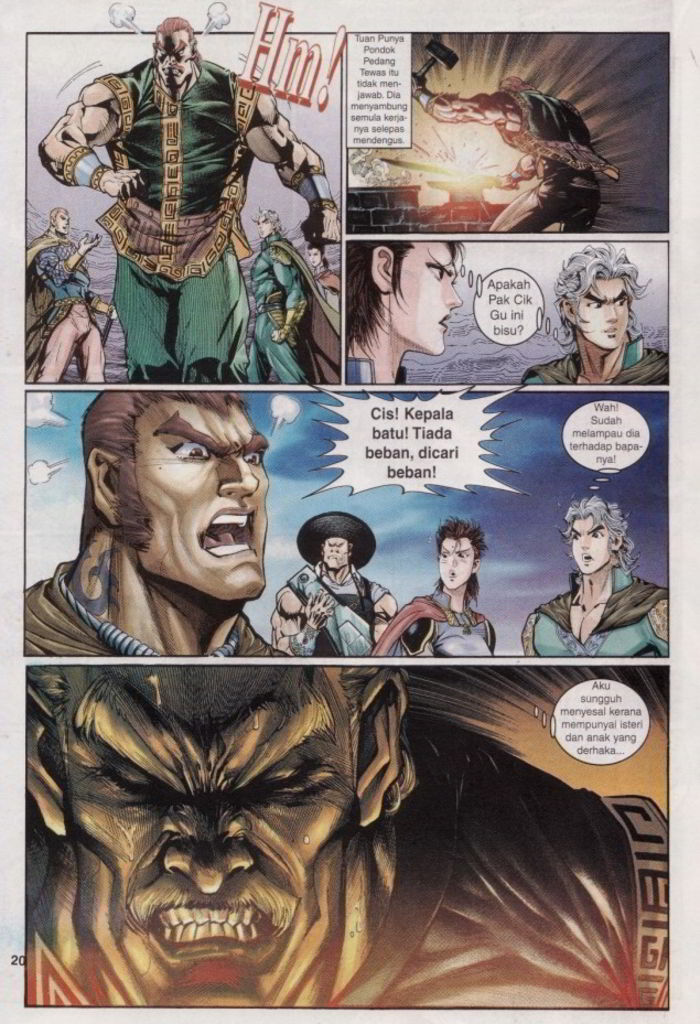 Hm!
Tuan Punya
Pondok
Pedang
Tewas itu
tidak men-
jawab. Dia
menyambung
semula kerja-
nya selepas
mendengus.
Apakah
Pak Cik
Gu ini
bisu?
Cis! Kepala
batu! Tiada
beban, dicari
beban!
Wah!
Sudah
melampau dia
terhadap bapa-
nya!
Aku
sungguh
menyesal kerana
mempunyai isteri
dan anak yang
derhaka...
20